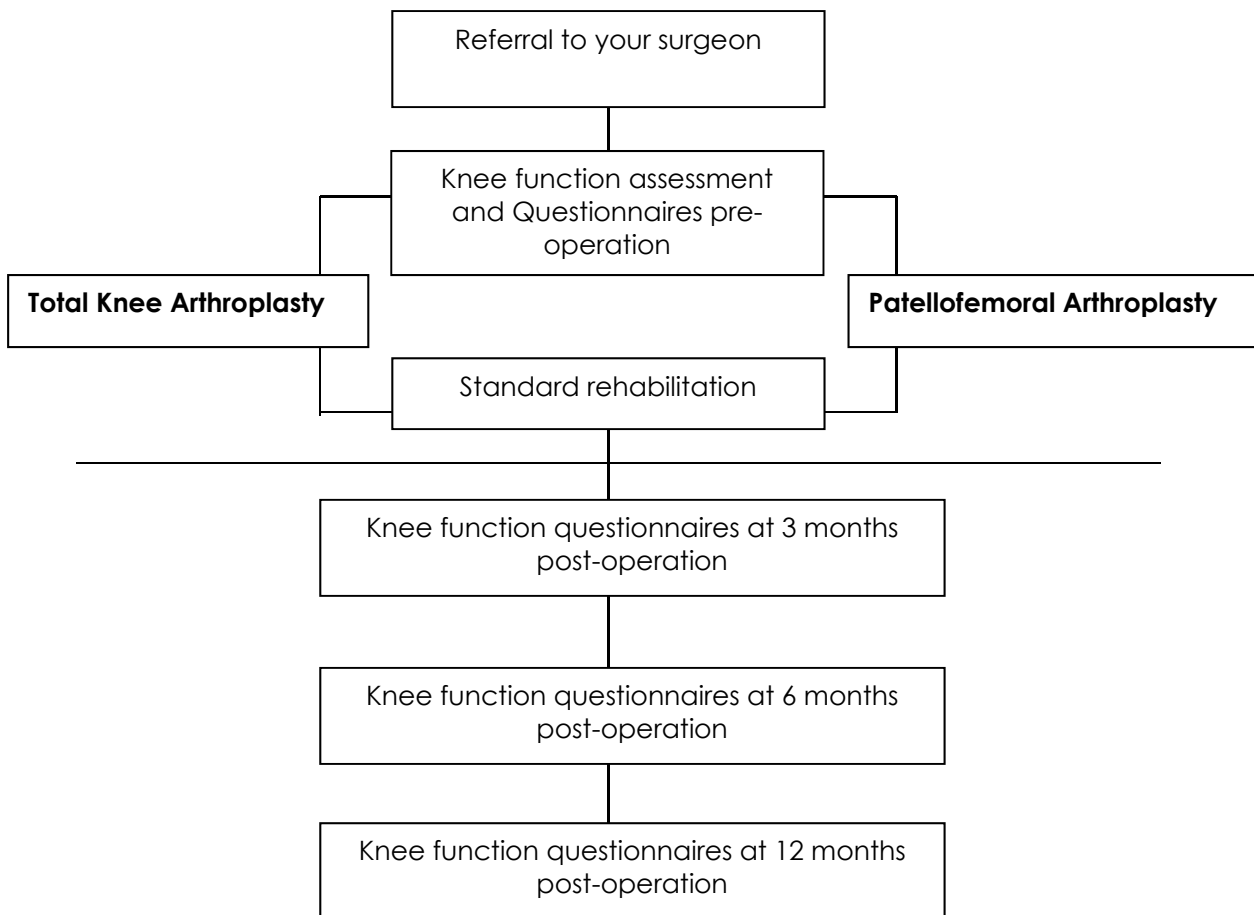 Referral to your surgeon
Knee function assessment
and Questionnaires pre-
operation
Total Knee Arthroplasty
Patellofemoral Arthroplasty
Standard rehabilitation
Knee function questionnaires at 3 months
post-operation
Knee function questionnaires at 6 months
post-operation
Knee function questionnaires at 12 months
post-operation